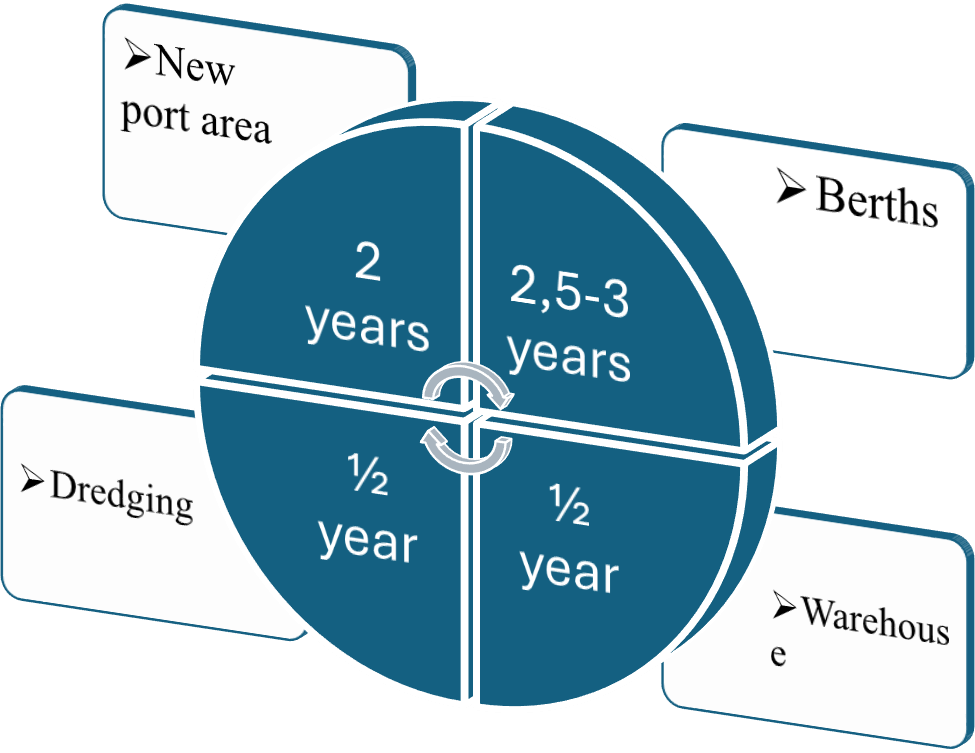 ➢New
port area
➢ Berths
2
years
2,5-3
years
➢Dredging
½
year
½
year
➢Warehous
e